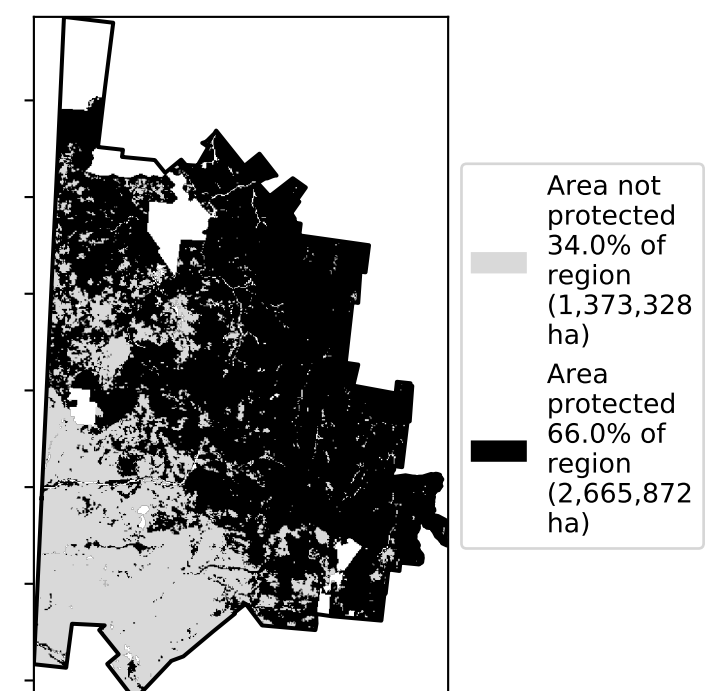 Area not
protected
34.0% of
region
(1,373,328
ha)
Area
protected
66.0% of
region
(2,665,872
ha)